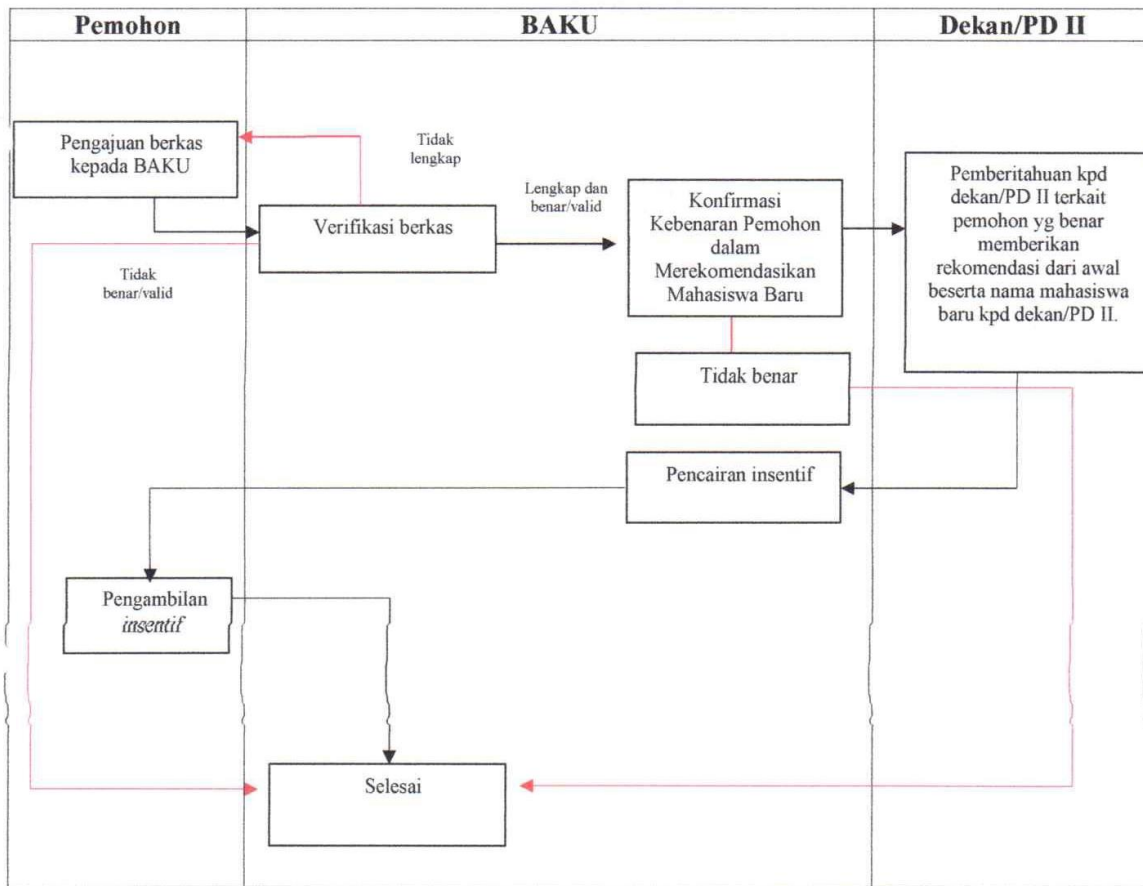 Pemohon
BAKU
Dekan/PD II
Pengajuan berkas
kepada BAKU
Tidak
lengkap
Verifikasi berkas
Lengkap dan
benar/valid
Konfirmasi
Kebenaran Pemohon
dalam
Merekomendasikan
Mahasiswa Baru
Pemberitahuan kpd
dekan/PD II terkait
pemohon yg benar
memberikan
rekomendasi dari awal
beserta nama mahasiswa
baru kpd dekan/PD II.
Tidak
benar/valid
Tidak benar
Pencairan insentif
Pengambilan
insentif
Selesai